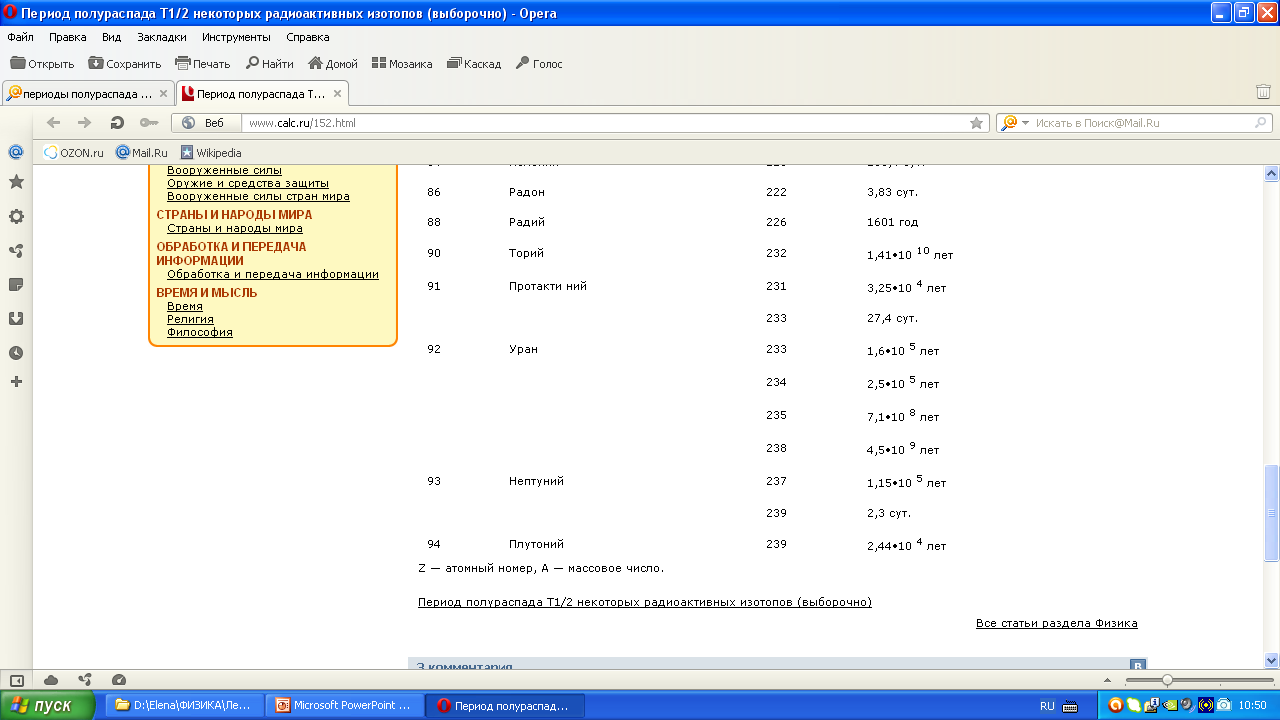 Период полураспада T1/2 некоторых радиоактивных изотопов (выборочно) - Opera
Файл Правка Вид Закладки Инструменты Справка
Открыть Сохранить Печать Найти Домой Мозаика Каскад Голос
периоды полураспада ... Период полураспада Т...
Веб www.calc.ru/152.html Искать в Поиск@Mail.Ru
OZON.ru Mail.Ru Wikipedia
Вооруженные силы
Оружие и средства защиты
Вооруженные силы стран мира
СТРАНЫ И НАРОДЫ МИРА
Страны и народы мира
ОБРАБОТКА И ПЕРЕДАЧА
ИНФОРМАЦИИ
Обработка и передача информации
ВРЕМЯ И МЫСЛЬ
Время
Религия
Философия
86 Радон 222 3,83 сут.
88 Радий 226 1601 год
90 Торий 232 1,41•10 10 лет
91 Протакти ний 231 3,25•10 4 лет
233 27,4 сут.
92 Уран 233 1,6•10 5 лет
234 2,5•10 5 лет
235 7,1•10 8 лет
238 4,5•10 9 лет
93 Нептуний 237 1,15•10 5 лет
239 2,3 сут.
94 Плутоний 239 2,44•10 4 лет
Z — атомный номер, A — массовое число.
Период полураспада T1/2 некоторых радиоактивных изотопов (выборочно)
Все статьи раздела Физика
3 комментария
В
пуск D:\Elena\ФИЗИКА\Ле... Microsoft PowerPoint ... Период полураспад... RU 10:50